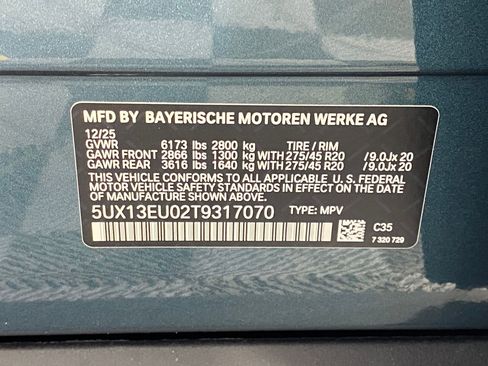 MFD BY BAYERISCHE MOTOREN WERKE AG
12/25
GVWR 6173 lbs 2800 kg TIRE / RIM
GAWR FRONT 2866 lbs 1300 kg WITH 275/45 R20 / 9.0Jx 20
GAWR REAR 3616 lbs 1640 kg WITH 275/45 R20 / 9.0Jx 20
THIS VEHICLE CONFORMS TO ALL APPLICABLE U.S.
FEDERAL MOTOR VEHICLE SAFETY STANDARDS IN
EFFECT ON THE DATE OF MANUFACTURE SHOWN ABOVE.
5UX13EU02T9317070 TYPE: MPV
C35
7 320 729